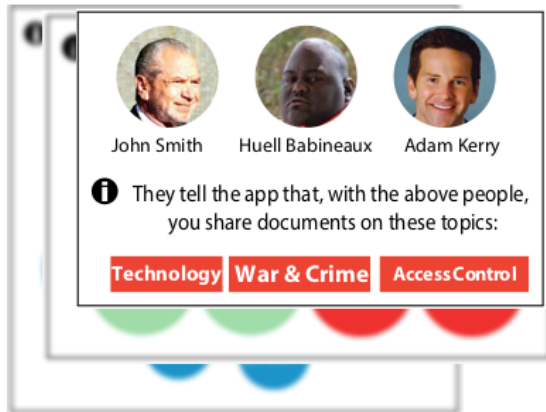 John Smith
Huell Babineaux
Adam Kerry
They tell the app that, with the above people,
you share documents on these topics:
Technology
War & Crime
AccessControl